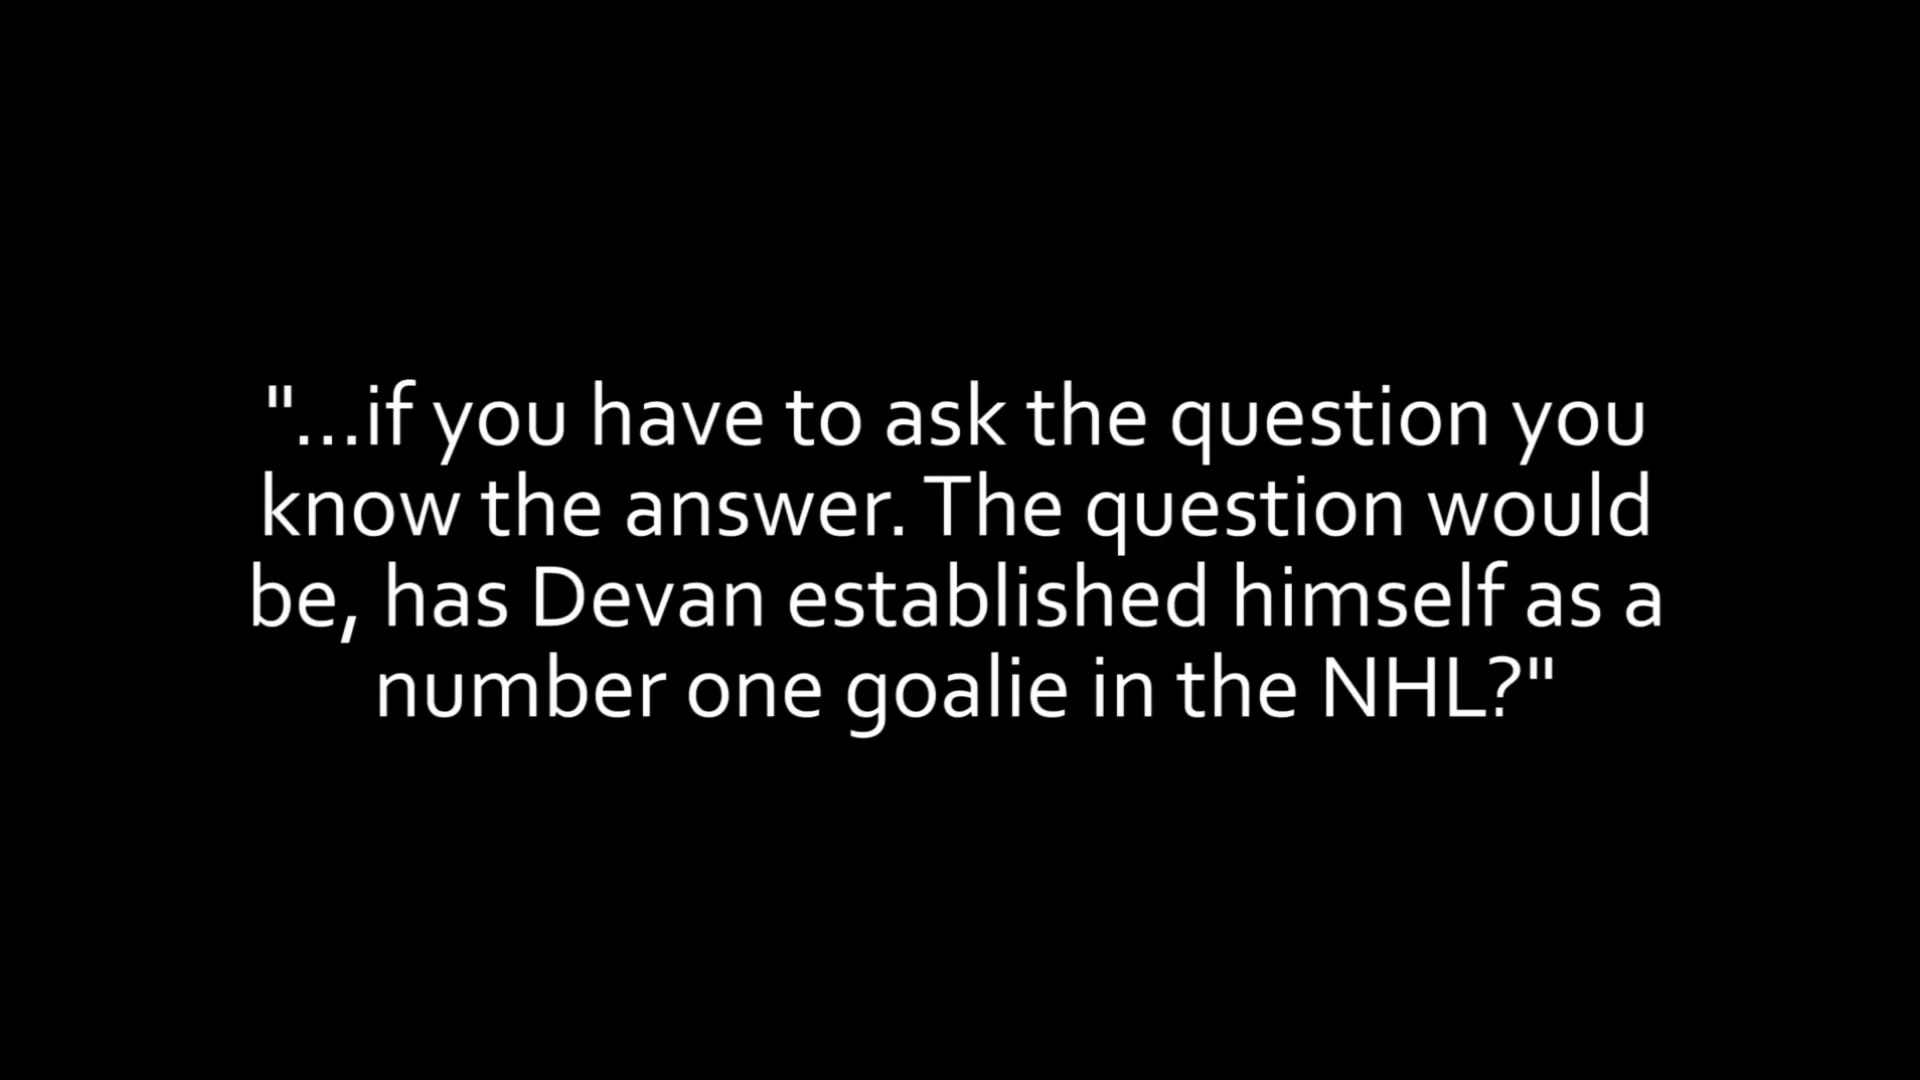 "...if you have to ask the question you
know the answer. The question would
be, has Devan established himself as a
number one goalie in the NHL?"